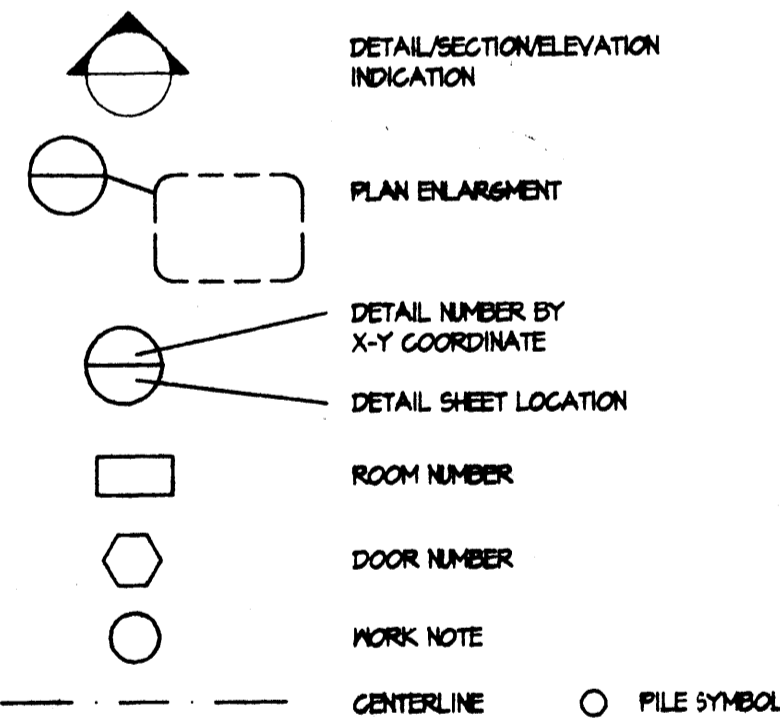 DETAIL/SECTION/ELEVATION
INDICATION
PLAN ENLARGMENT
DETAIL NUMBER BY
X-Y COORDINATE
DETAIL SHEET LOCATION
ROOM NUMBER
DOOR NUMBER
WORK NOTE
CENTERLINE
PILE SYMBOL